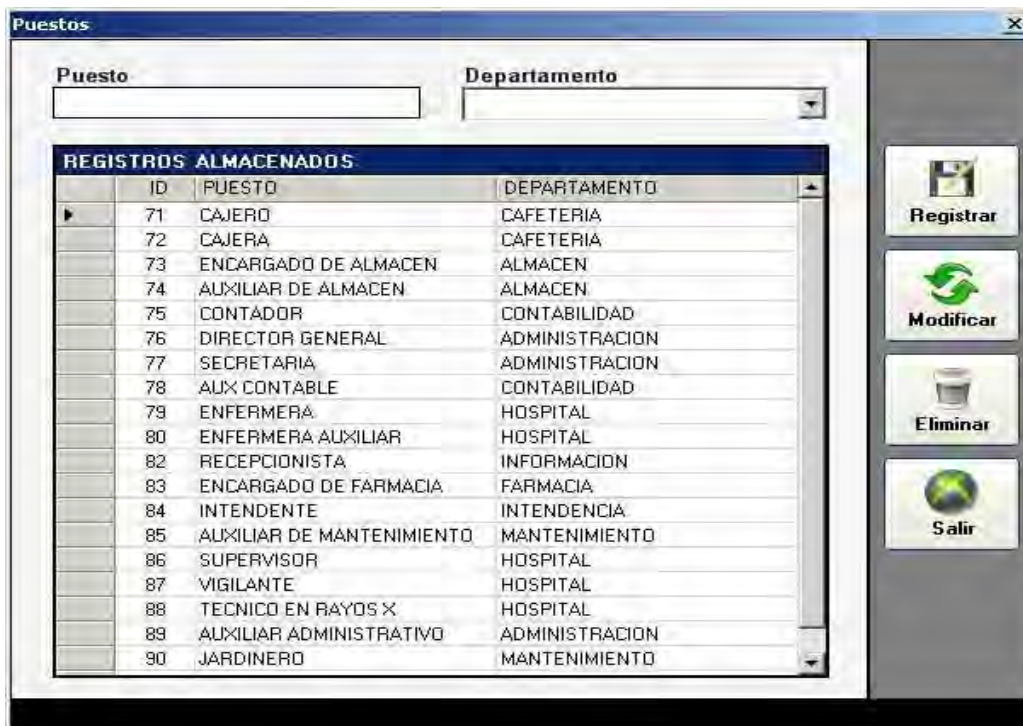 Puestos
Puesto Departamento
REGISTROS ALMACENADOS
ID PUESTO DEPARTAMENTO
71 CAJERO CAFETERIA
72 CAJERA CAFETERIA
73 ENCARGADO DE ALMACEN ALMACEN
74 AUXILIAR DE ALMACEN ALMACEN
75 CONTADOR CONTABILIDAD
76 DIRECTOR GENERAL ADMINISTRACION
77 SECRETARIA ADMINISTRACION
78 AUX CONTABLE CONTABILIDAD
79 ENFERMERA HOSPITAL
80 ENFERMERA AUXILIAR HOSPITAL
82 RECEPCIONISTA INFORMACION
83 ENCARGADO DE FARMACIA FARMACIA
84 INTENDENTE INTENDENCIA
85 AUXILIAR DE MANTENIMIENTO MANTENIMIENTO
86 SUPERVISOR HOSPITAL
87 VIGILANTE HOSPITAL
88 TECNICO EN RAYOS X HOSPITAL
89 AUXILIAR ADMINISTRATIVO ADMINISTRACION
90 JARDINERO MANTENIMIENTO
Registrar
Modificar
Eliminar
Salir